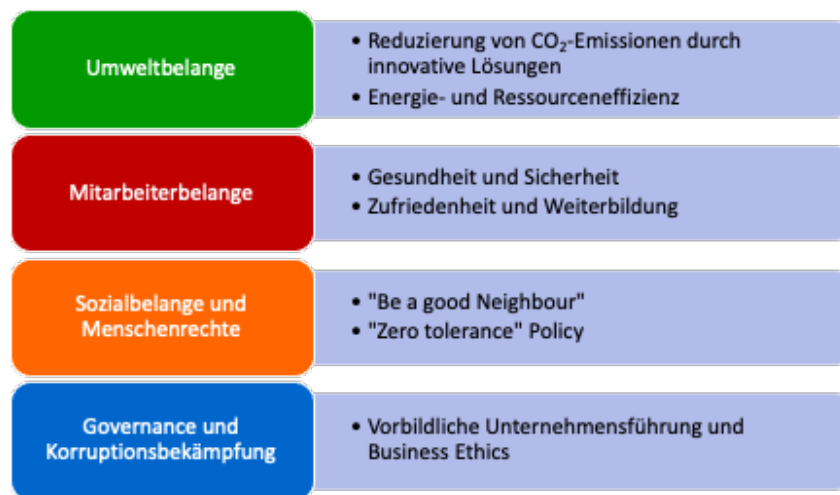 Umweltbelange
• Reduzierung von CO₂-Emissionen durch
innovative Lösungen
• Energie- und Ressourceneffizienz
Mitarbeiterbelange
• Gesundheit und Sicherheit
• Zufriedenheit und Weiterbildung
Sozialbelange und
Menschenrechte
• "Be a good Neighbour"
• "Zero tolerance" Policy
Governance und
Korruptionsbekämpfung
• Vorbildliche Unternehmensführung und
Business Ethics